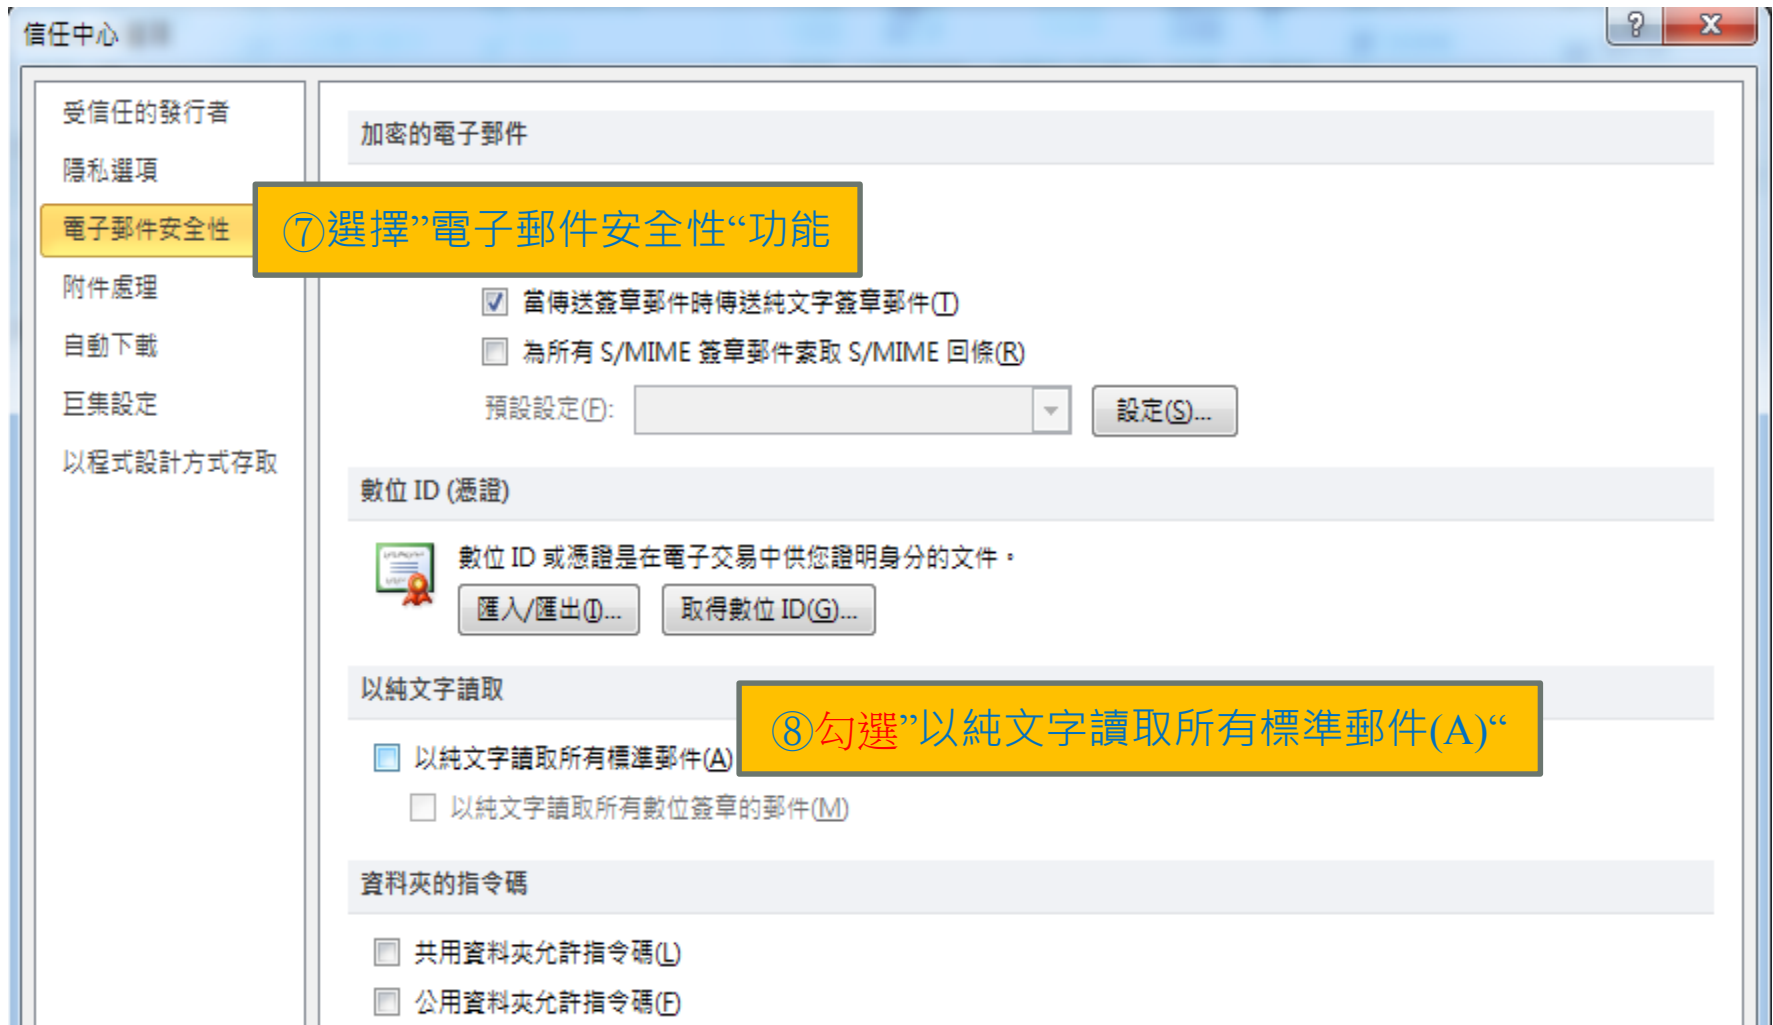 信任中心
受信任的發行者
隱私選項
電子郵件安全性
附件處理
自動下載
巨集設定
以程式設計方式存取
加密的電子郵件
⑦選擇”電子郵件安全性“功能
當傳送簽章郵件時傳送純文字簽章郵件(T)
為所有 S/MIME 簽章郵件索取 S/MIME 回條(R)
預設設定(F):
設定(S)...
數位 ID (憑證)
數位 ID 或憑證是在電子交易中供您證明身分的文件。
匯入/匯出(I)...
取得數位 ID(G)...
以純文字讀取
⑧勾選”以純文字讀取所有標準郵件(A)“
以純文字讀取所有標準郵件(A)
以純文字讀取所有數位簽章的郵件(M)
資料夾的指令碼
共用資料夾允許指令碼(L)
公用資料夾允許指令碼(F)